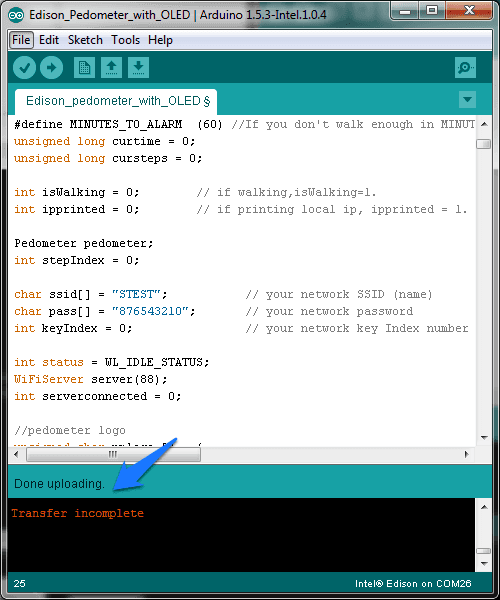 Edison_Pedometer_with_OLED | Arduino 1.5.3-Intel.1.0.4
File Edit Sketch Tools Help
Edison_pedometer_with_OLED §
#define MINUTES_TO_ALARM (60) //If you don't walk enough in MINUT
unsigned long curtime = 0;
unsigned long cursteps = 0;
int isWalking = 0; // if walking,isWalking=1.
int ipprinted = 0; // if printing local ip, ipprinted = 1.
Pedometer pedometer;
int stepIndex = 0;
char ssid[] = "STEST"; // your network SSID (name)
char pass[] = "876543210"; // your network password
int keyIndex = 0; // your network key Index number
int status = WL_IDLE_STATUS;
WiFiServer server(88);
int serverconnected = 0;
//pedometer logo
unsigned char
Done uploading.
Transfer incomplete
25 Intel® Edison on COM26